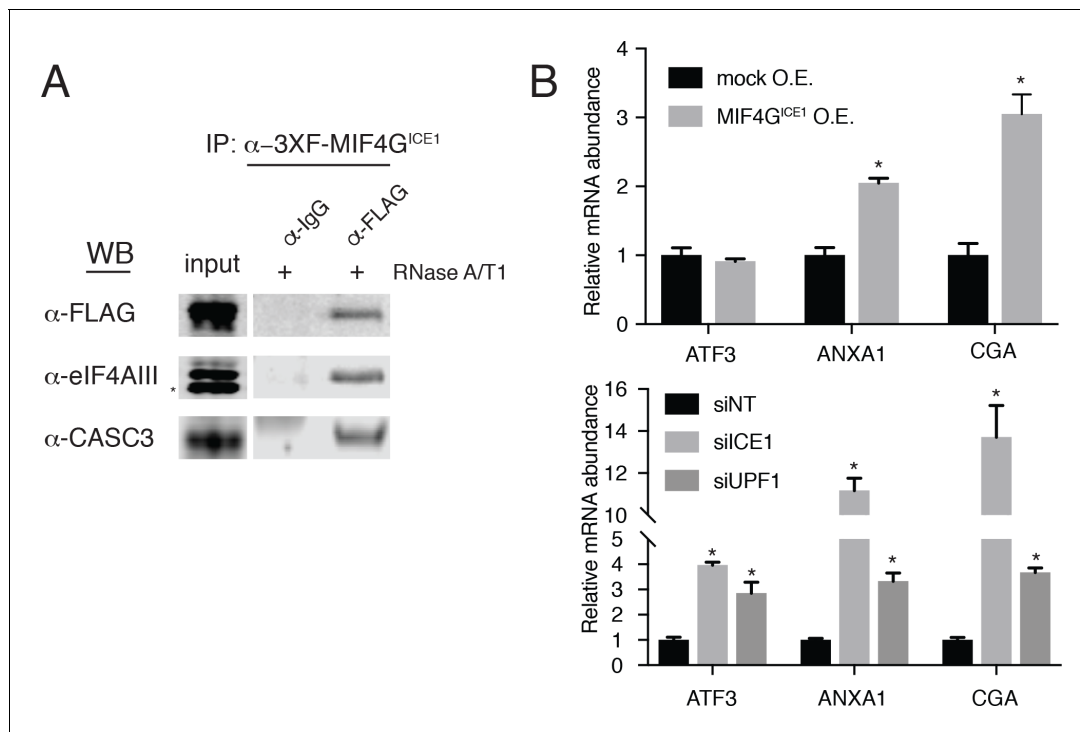 A
IP: α–3XF-MIF4G^ICE1
α-IgG
α-FLAG
WB
input
+
+
RNase A/T1
α-FLAG
α-eIF4AIII
*
α-CASC3
B
Relative mRNA abundance
4
3
2
1
0
mock O.E.
MIF4G^ICE1 O.E.
*
*
ATF3
ANXA1
CGA
Relative mRNA abundance
16
14
12
10
5
4
3
2
1
0
siNT
siICE1
siUPF1
*
*
*
*
*
*
ATF3
ANXA1
CGA